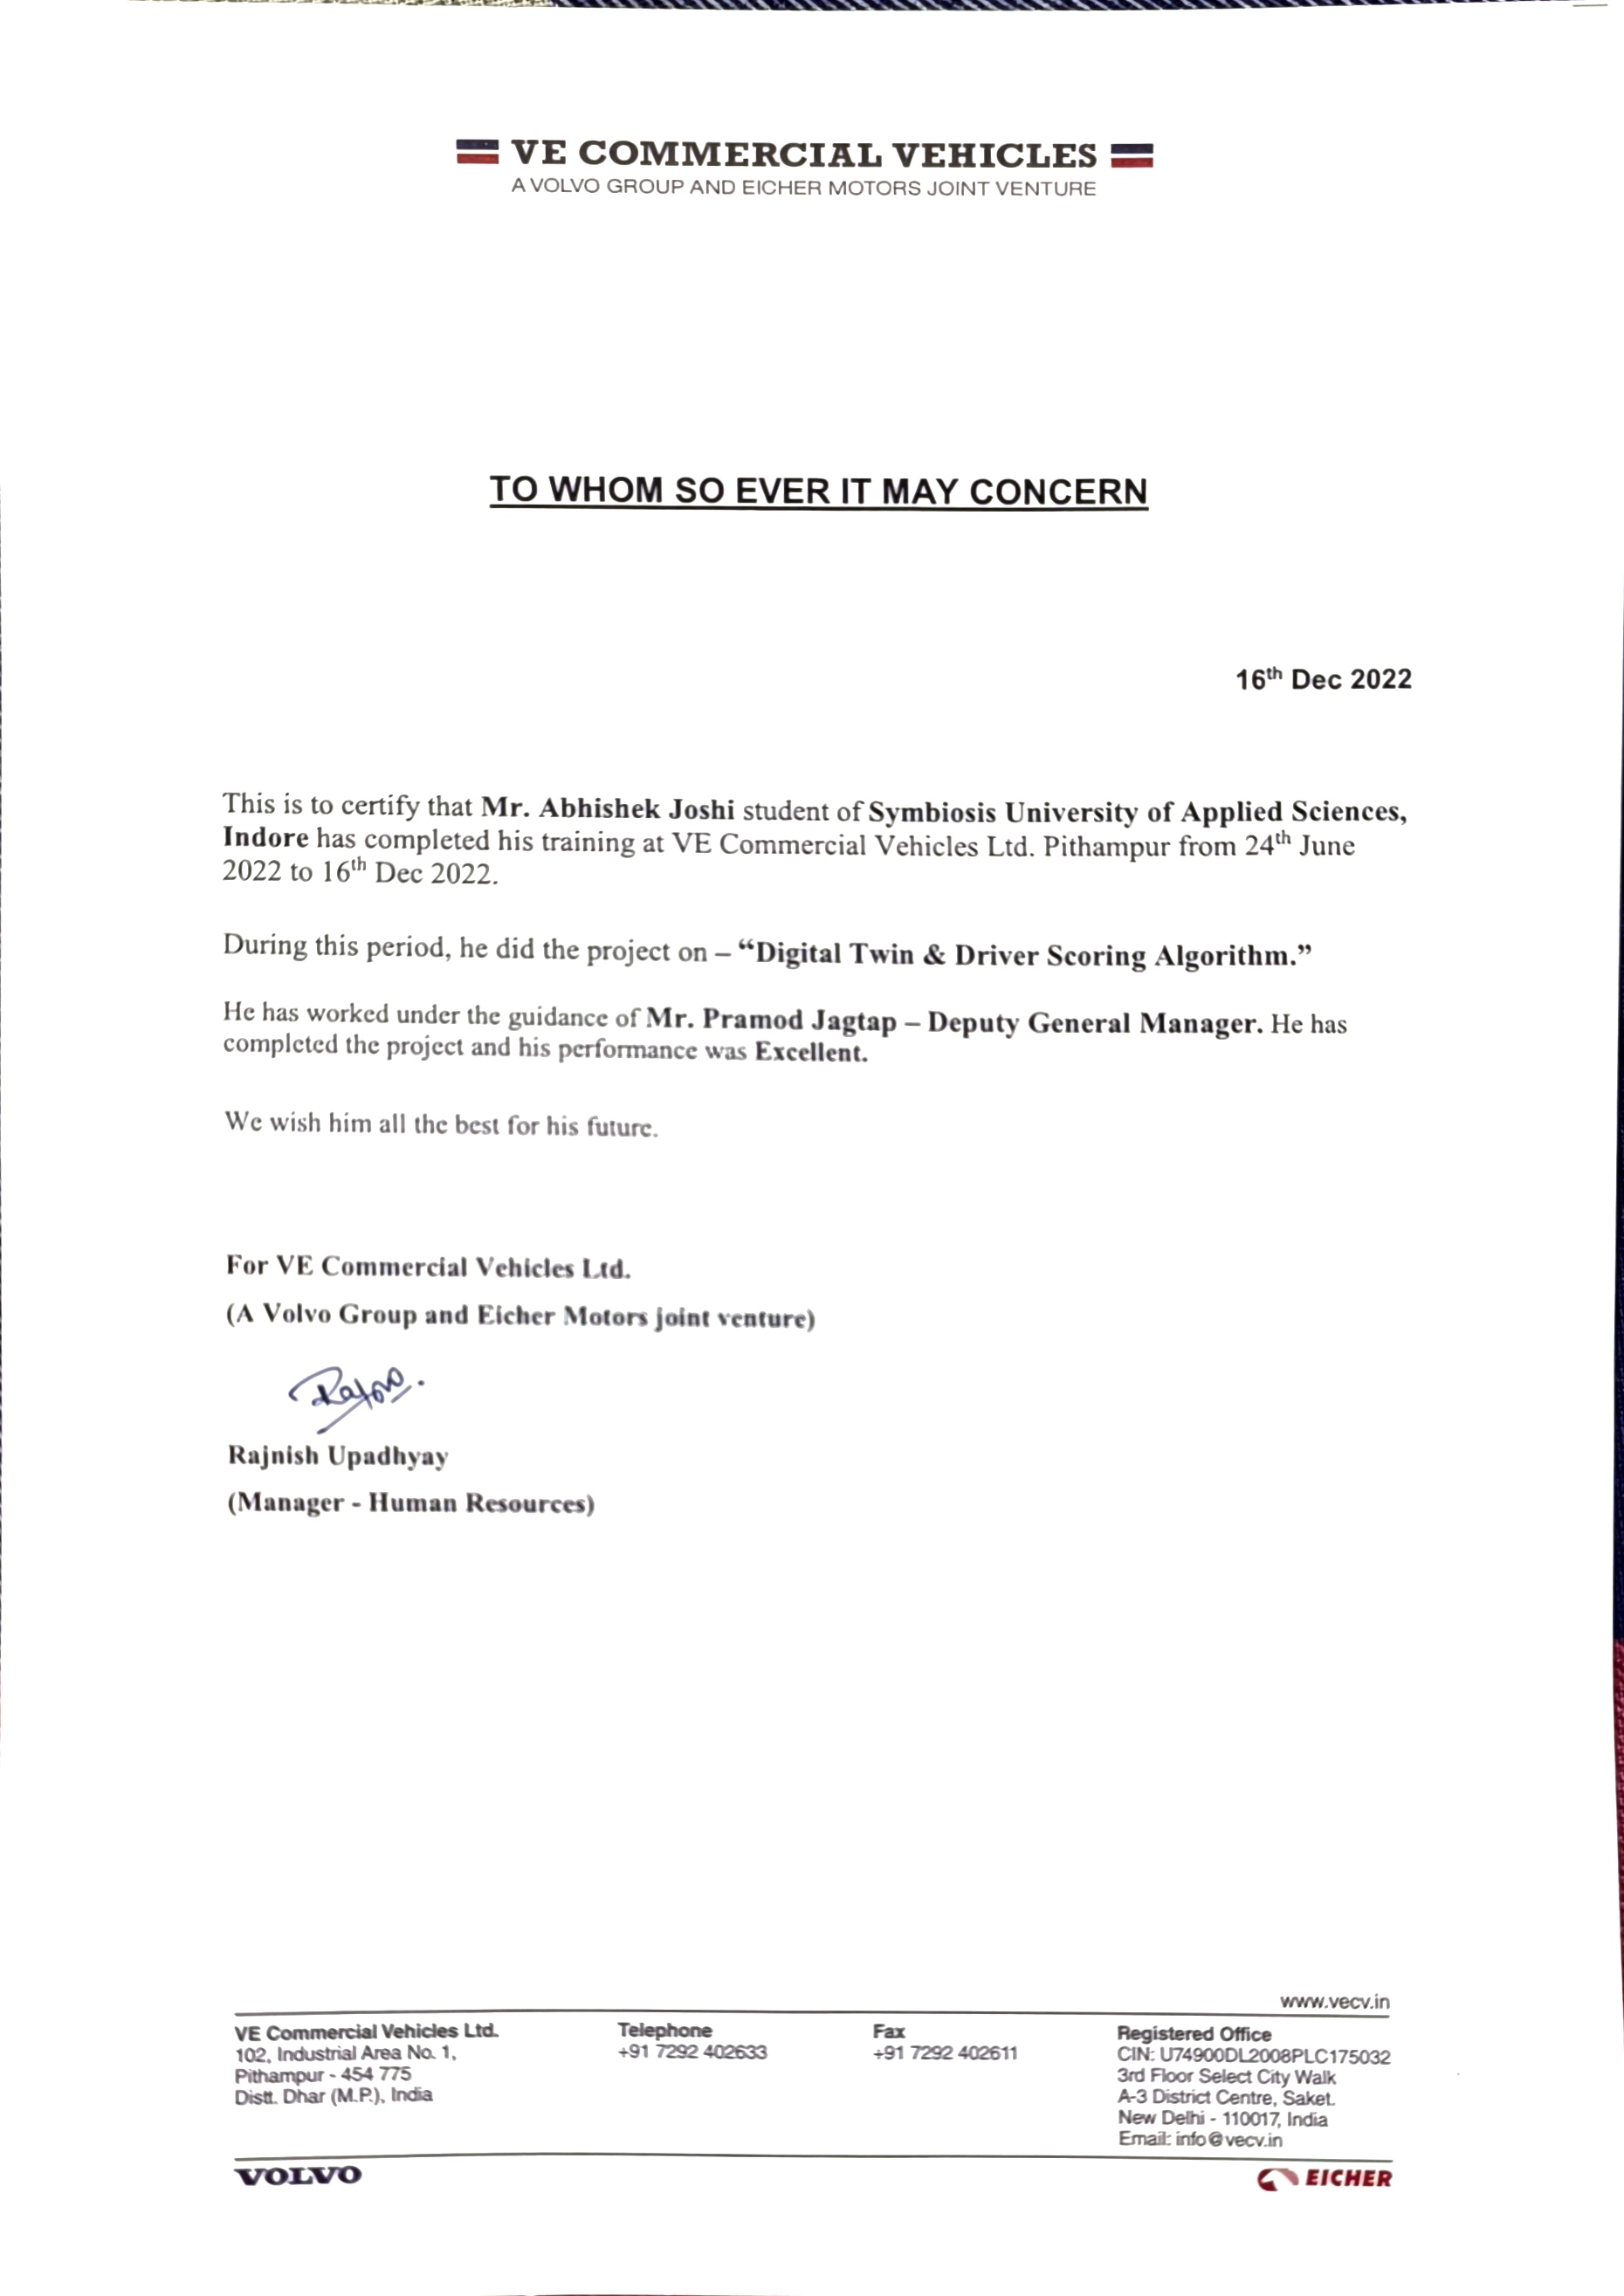 VE COMMERCIAL VEHICLES
A VOLVO GROUP AND EICHER MOTORS JOINT VENTURE
TO WHOM SO EVER IT MAY CONCERN
16th Dec 2022
This is to certify that Mr. Abhishek Joshi student of Symbiosis University of Applied Sciences,
Indore has completed his training at VE Commercial Vehicles Ltd. Pithampur from 24th June
2022 to 16th Dec 2022.
During this period, he did the project on – “Digital Twin & Driver Scoring Algorithm.”
He has worked under the guidance of Mr. Pramod Jagtap – Deputy General Manager. He has
completed the project and his performance was Excellent.
We wish him all the best for his future.
For VE Commercial Vehicles Ltd.
(A Volvo Group and Eicher Motors joint venture)
Rajnish Upadhyay
(Manager - Human Resources)
www.vecv.in
VE Commercial Vehicles Ltd.
102, Industrial Area No. 1,
Pithampur - 454 775
Distt. Dhar (M.P.), India
Telephone
+91 7292 402633
Fax
+91 7292 402611
Registered Office
CIN: U74900DL2008PLC175032
3rd Floor Select City Walk
A-3 District Centre, Saket.
New Delhi - 110017, India
Email: info@vecv.in
VOLVO
EICHER